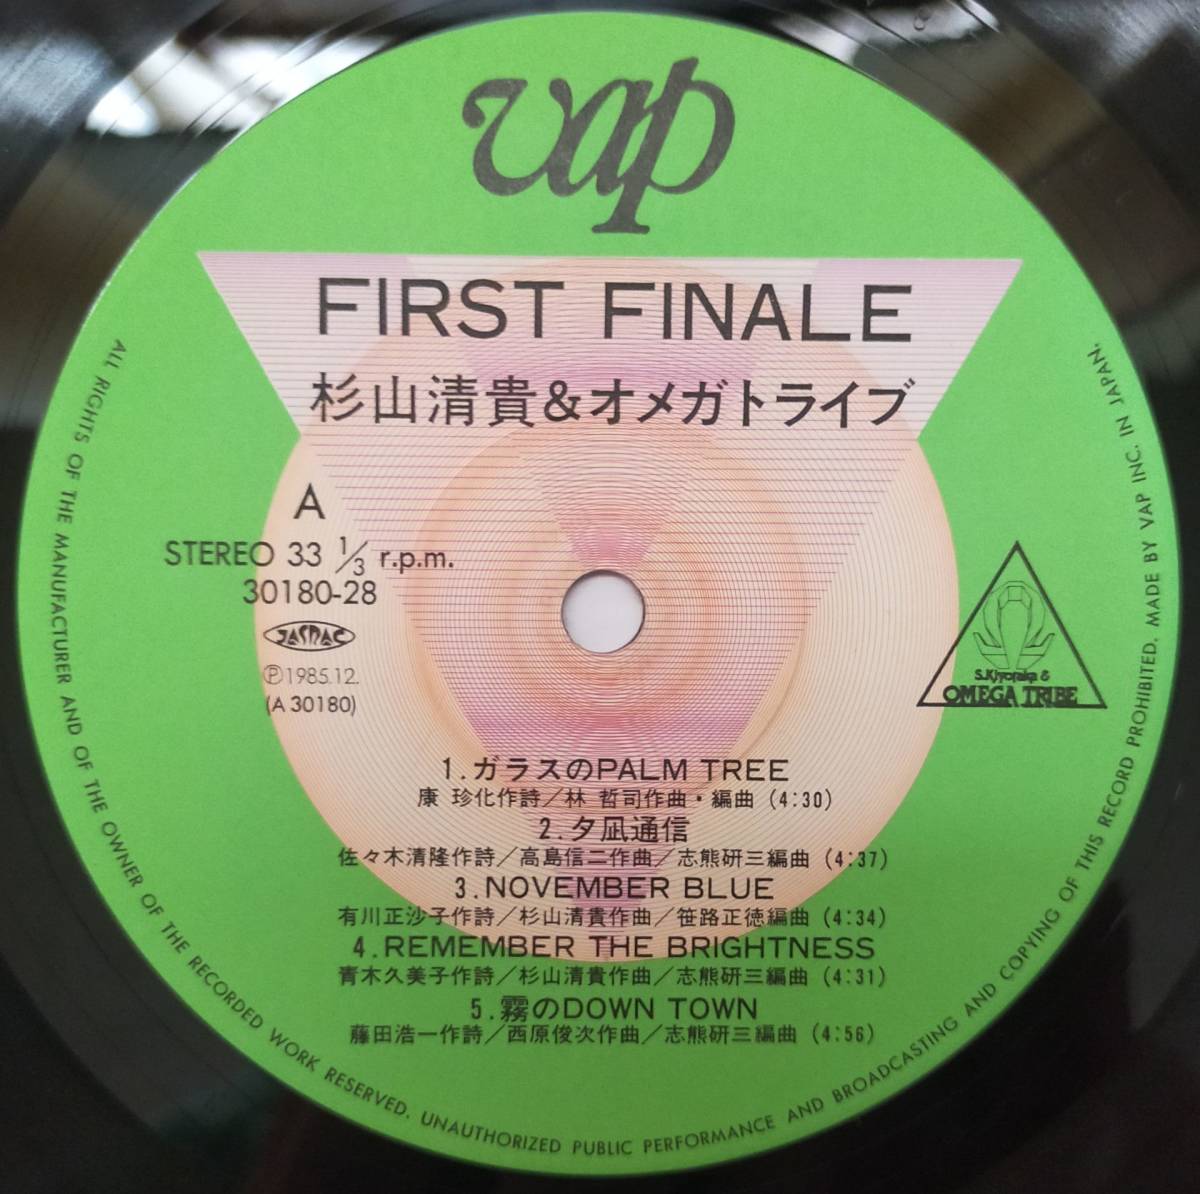 vap
FIRST FINALE
杉山清貴&オメガトライブ
A
STEREO 33 1/3 r.p.m.
30180-28
JASRAC
Ⓟ1985.12.
(A 30180)
S.Kiyotaka &
OMEGA TRIBE
1.ガラスのPALM TREE
康 珍化作詩/林 哲司作曲・編曲 (4:30)
2.夕凪通信
佐々木清隆作詩/高島信二作曲/志熊研三編曲 (4:37)
3.NOVEMBER BLUE
有川正沙子作詩/杉山清貴作曲/笹路正徳編曲 (4:34)
4.REMEMBER THE BRIGHTNESS
青木久美子作詩/杉山清貴作曲/志熊研三編曲 (4:31)
5.霧のDOWN TOWN
藤田浩一作詩/西原俊次作曲/志熊研三編曲 (4:56)
ALL RIGHTS OF THE MANUFACTURER AND OF THE OWNER OF THE RECORDED WORK RESERVED. UNAUTHORIZED PUBLIC PERFORMANCE AND BROADCASTING AND COPYING OF THIS RECORD PROHIBITED. MADE BY VAP INC. IN JAPAN.